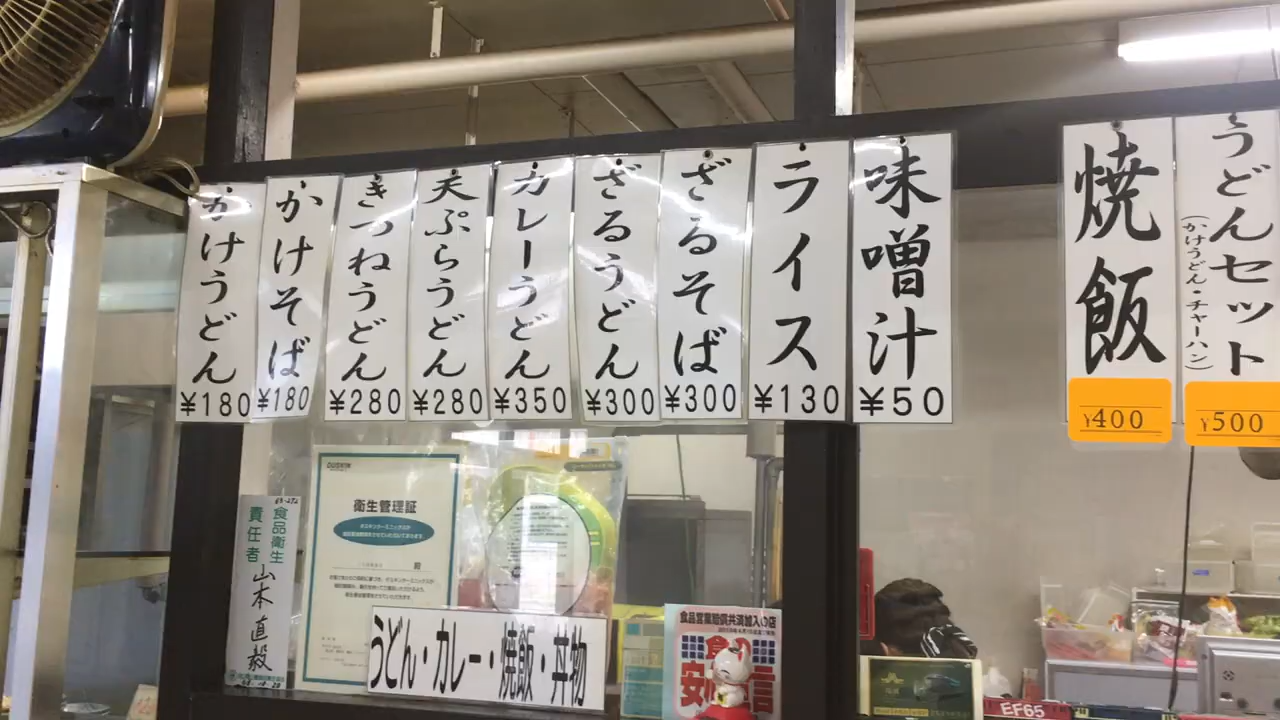 かけうどん
¥180
かけそば
¥180
きつねうどん
¥280
天ぷらうどん
¥280
カレーうどん
¥350
ざるうどん
¥300
ざるそば
¥300
ライス
¥130
味噌汁
¥50
焼飯
¥400
うどんセット
(かけうどん・チャーハン)
¥500
食品衛生
責任者
山本直毅
DUSKIN
衛生管理証
殿
うどん・カレー・焼飯・丼物
食品営業賠償共済加入の店
EF65